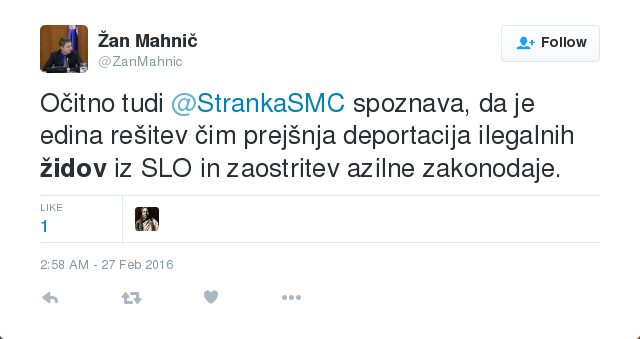 Žan Mahnič
@ZanMahnic
Follow
Očitno tudi @StrankaSMC spoznava, da je
edina rešitev čim prejšnja deportacija ilegalnih
židov iz SLO in zaostritev azilne zakonodaje.
LIKE
1
2:58 AM - 27 Feb 2016